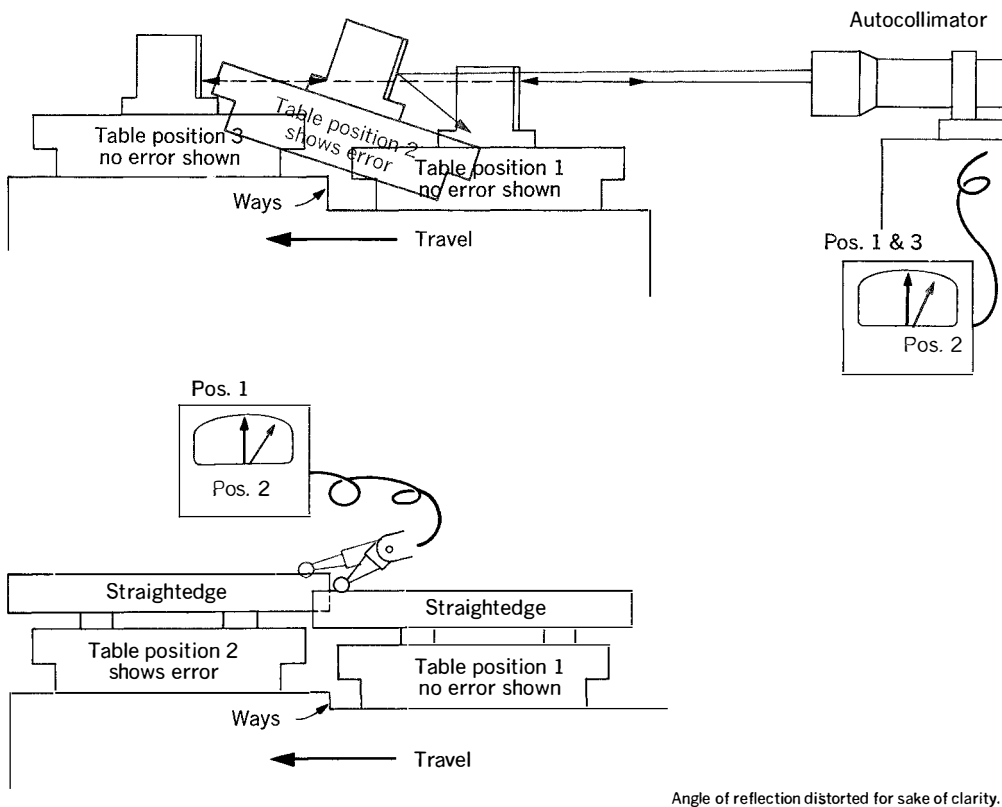 Autocollimator
Table position 3
no error shown
Table position 2
shows error
Table position 1
no error shown
Ways
Travel
Pos. 1 & 3
Pos. 2
Pos. 1
Pos. 2
Straightedge
Straightedge
Table position 2
shows error
Table position 1
no error shown
Ways
Travel
Angle of reflection distorted for sake of clarity.